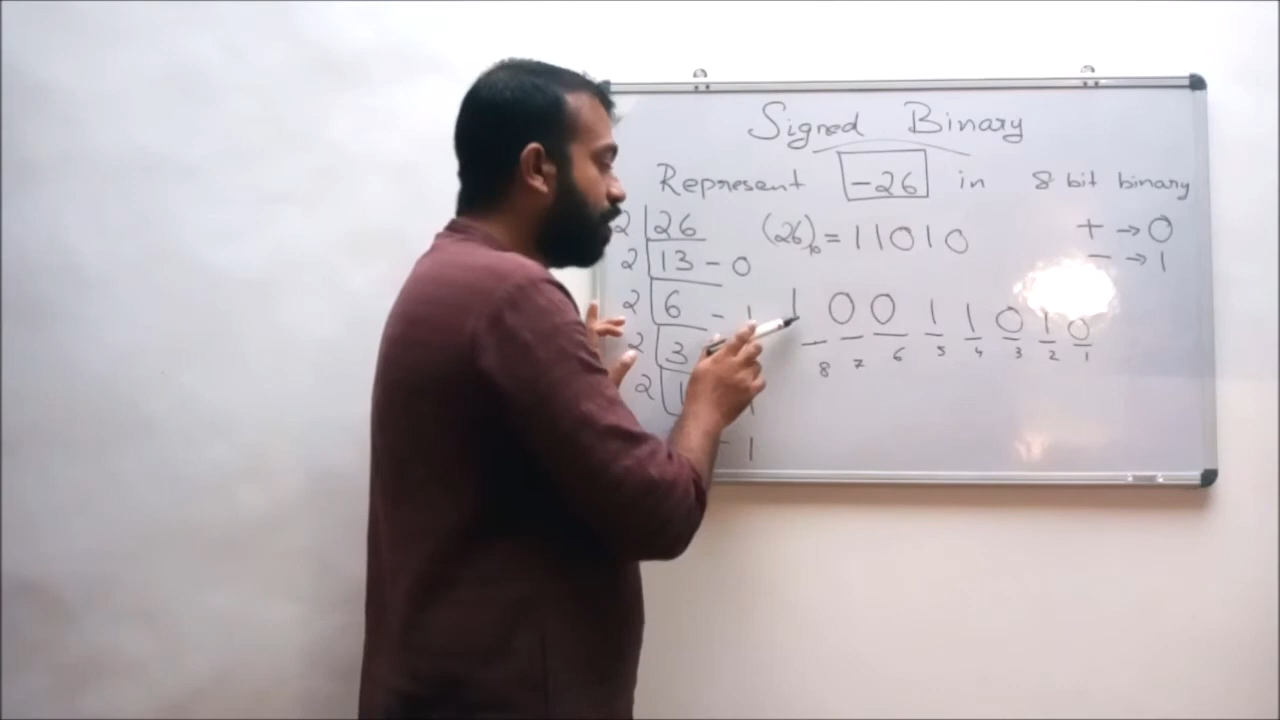 Signed Binary
Represent -26 in 8 bit binary
2 26
2 13 - 0
2 6 - 1
2 3
2 1
- 1
(26)₁₀ = 11010
+ → 0
- → 1
1 0 0 1 1 0 1 0
8 7 6 5 4 3 2 1